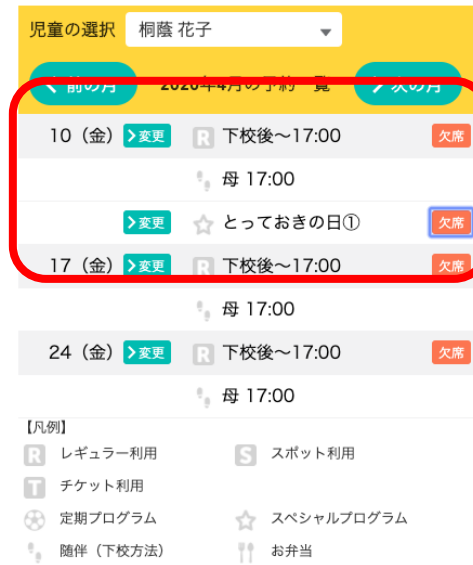 児童の選択 桐蔭 花子
前の月 2020年4月の予約一覧 次の月
10（金） 変更 R 下校後～17:00 欠席
母 17:00
変更 とっておきの日① 欠席
17（金） 変更 R 下校後～17:00 欠席
母 17:00
24（金） 変更 R 下校後～17:00 欠席
母 17:00
【凡例】
R レギュラー利用 S スポット利用
T チケット利用
定期プログラム スペシャルプログラム
随伴（下校方法） お弁当